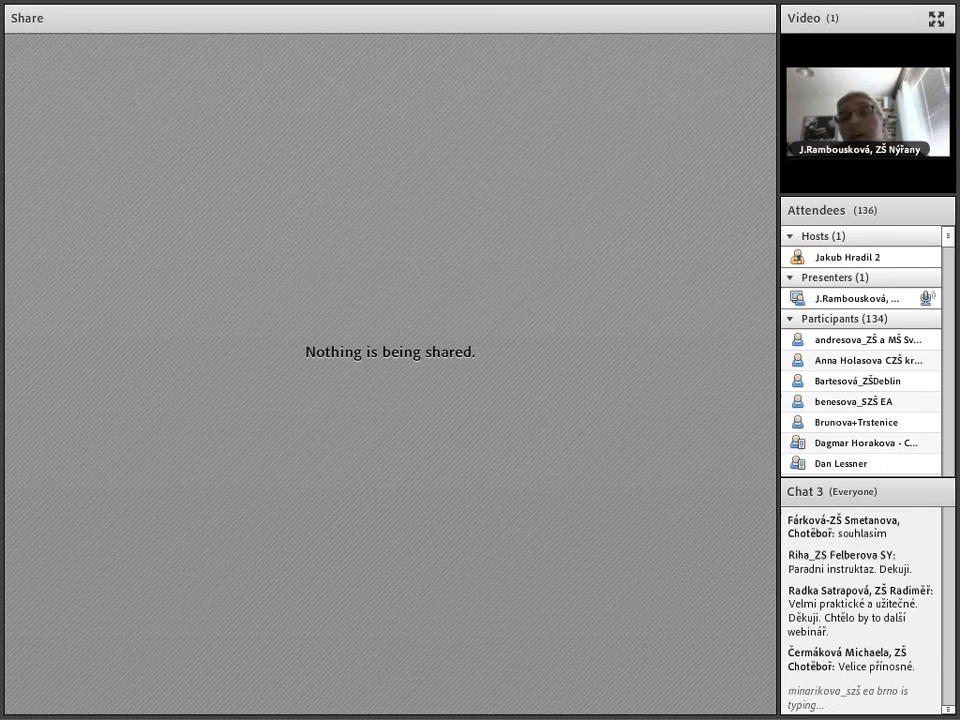 Share
Nothing is being shared.
Video (1)
J.Rambousková, ZŠ Nýřany
Attendees (136)
Hosts (1)
Jakub Hradil 2
Presenters (1)
J.Rambousková, ...
Participants (134)
andresova_ZŠ a MŠ Sv...
Anna Holasova CZŠ kr...
Bartesová_ZŠDeblin
benesova_SZŠ EA
Brunova+Trstenice
Dagmar Horakova - C...
Dan Lessner
Chat 3 (Everyone)
Fárková-ZŠ Smetanova,
Chotěboř: souhlasím
Riha_ZS Felberova SY:
Paradni instruktaz. Dekuji.
Radka Satrapová, ZŠ Radiměř:
Velmi praktické a užitečné.
Děkuji. Chtělo by to další
webinář.
Čermáková Michaela, ZŠ
Chotěboř: Velice přínosné.
minarikova_szš ea brno is
typing...